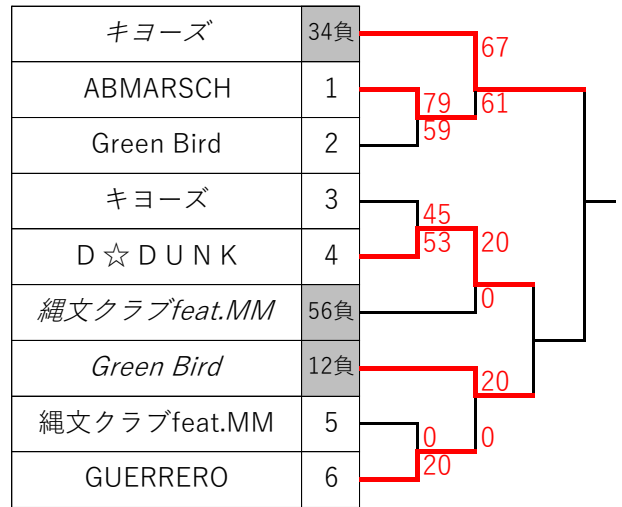 キヨーズ 34負
67
ABMARSCH 1
79 61
59
Green Bird 2
キヨーズ 3
45
53 20
D☆DUNK 4
0
縄文クラブfeat.MM 56負
Green Bird 12負
20
縄文クラブfeat.MM 5
0 0
20
GUERRERO 6